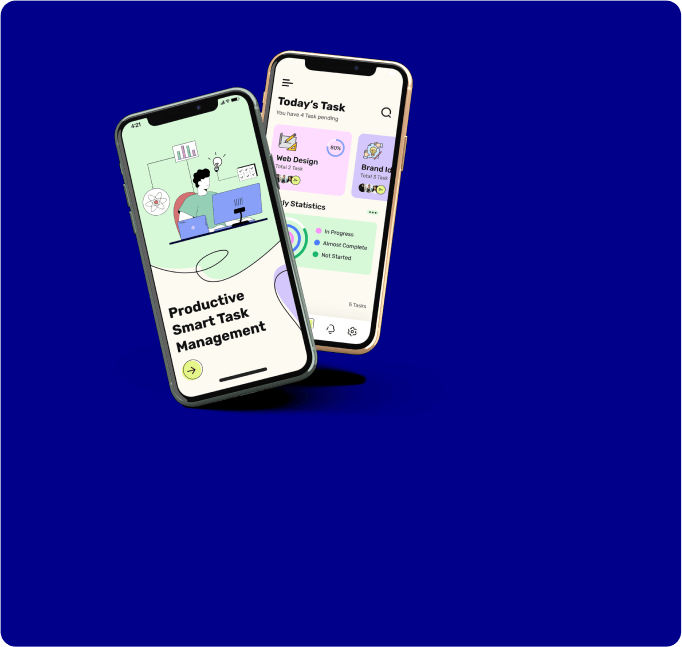 4:21
Productive
Smart Task
Management
Today's Task
You have 4 Task pending
Web Design
Total 2 Task
80%
Brand Id
Total 3 Task
ly Statistics
In Progress
Almost Complete
Not Started
5 Tasks